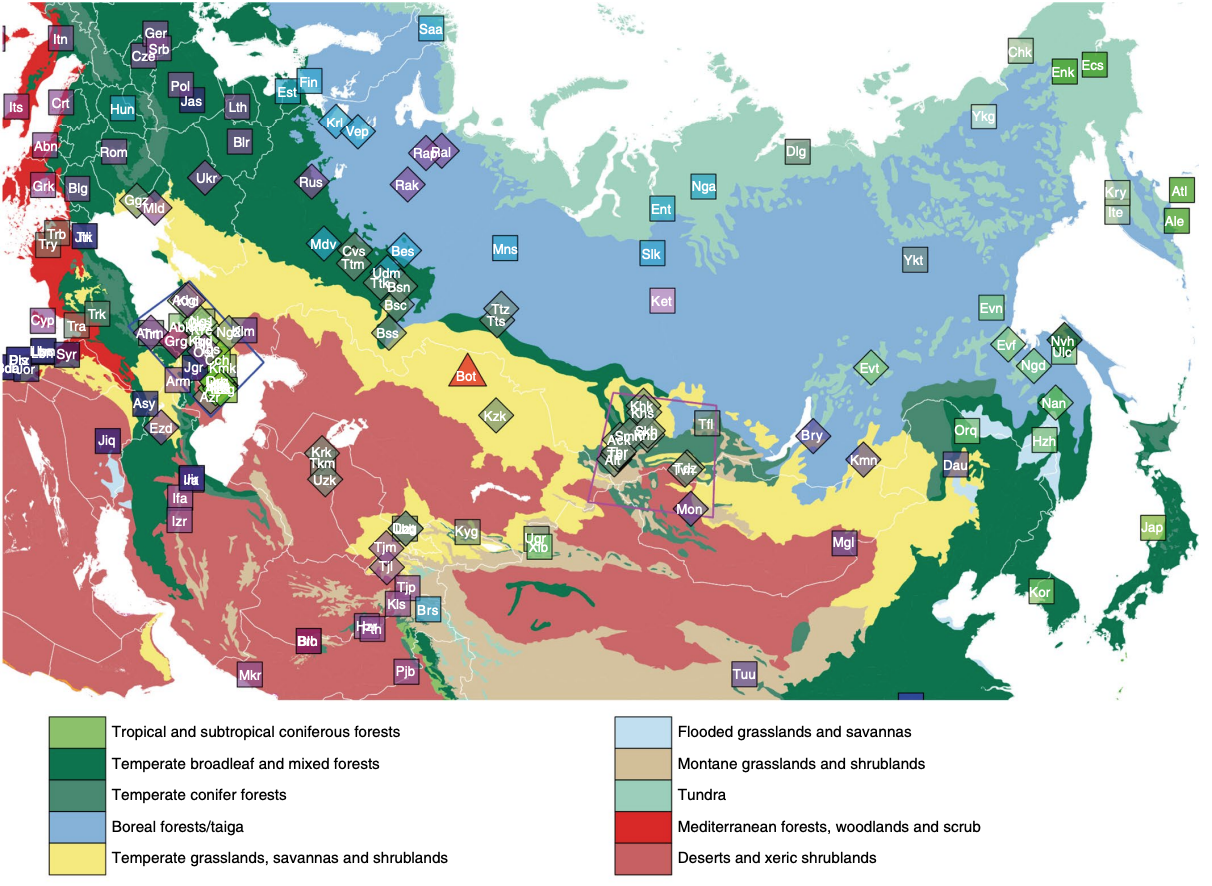 Itn
Ger
Srb
Cze
Saa
Chk
Enk
Ecs
Its
Crt
Hun
Pol
Jas
Lth
Est
Fin
Krl
Vep
Ykg
Abn
Rom
Blr
Rap
Ral
Dlg
Grk
Blg
Ukr
Rus
Rak
Nga
Ent
Kry
Ite
Atl
Ale
Ggz
Mld
Trb
Try
Mdv
Cvs
Ttm
Bes
Mns
Slk
Ykt
Udm
Bsn
Bsc
Bss
Ttz
Tts
Ket
Evn
Cyp
Tra
Trk
Evf
Nvh
Ulc
Ngd
Syr
Arm
Jgr
Cch
Kmk
Azr
Bot
Evt
Asy
Ezd
Kzk
Khk
Tfl
Bry
Kmn
Nan
Orq
Hzh
Dau
Jiq
Krk
Tkm
Uzk
Ifa
Izr
Mon
Mgl
Jap
Kyg
Ugr
Xib
Tjm
Tjl
Tjp
Kls
Brs
Kor
Mkr
Pjb
Tuu
Tropical and subtropical coniferous forests
Temperate broadleaf and mixed forests
Temperate conifer forests
Boreal forests/taiga
Temperate grasslands, savannas and shrublands
Flooded grasslands and savannas
Montane grasslands and shrublands
Tundra
Mediterranean forests, woodlands and scrub
Deserts and xeric shrublands